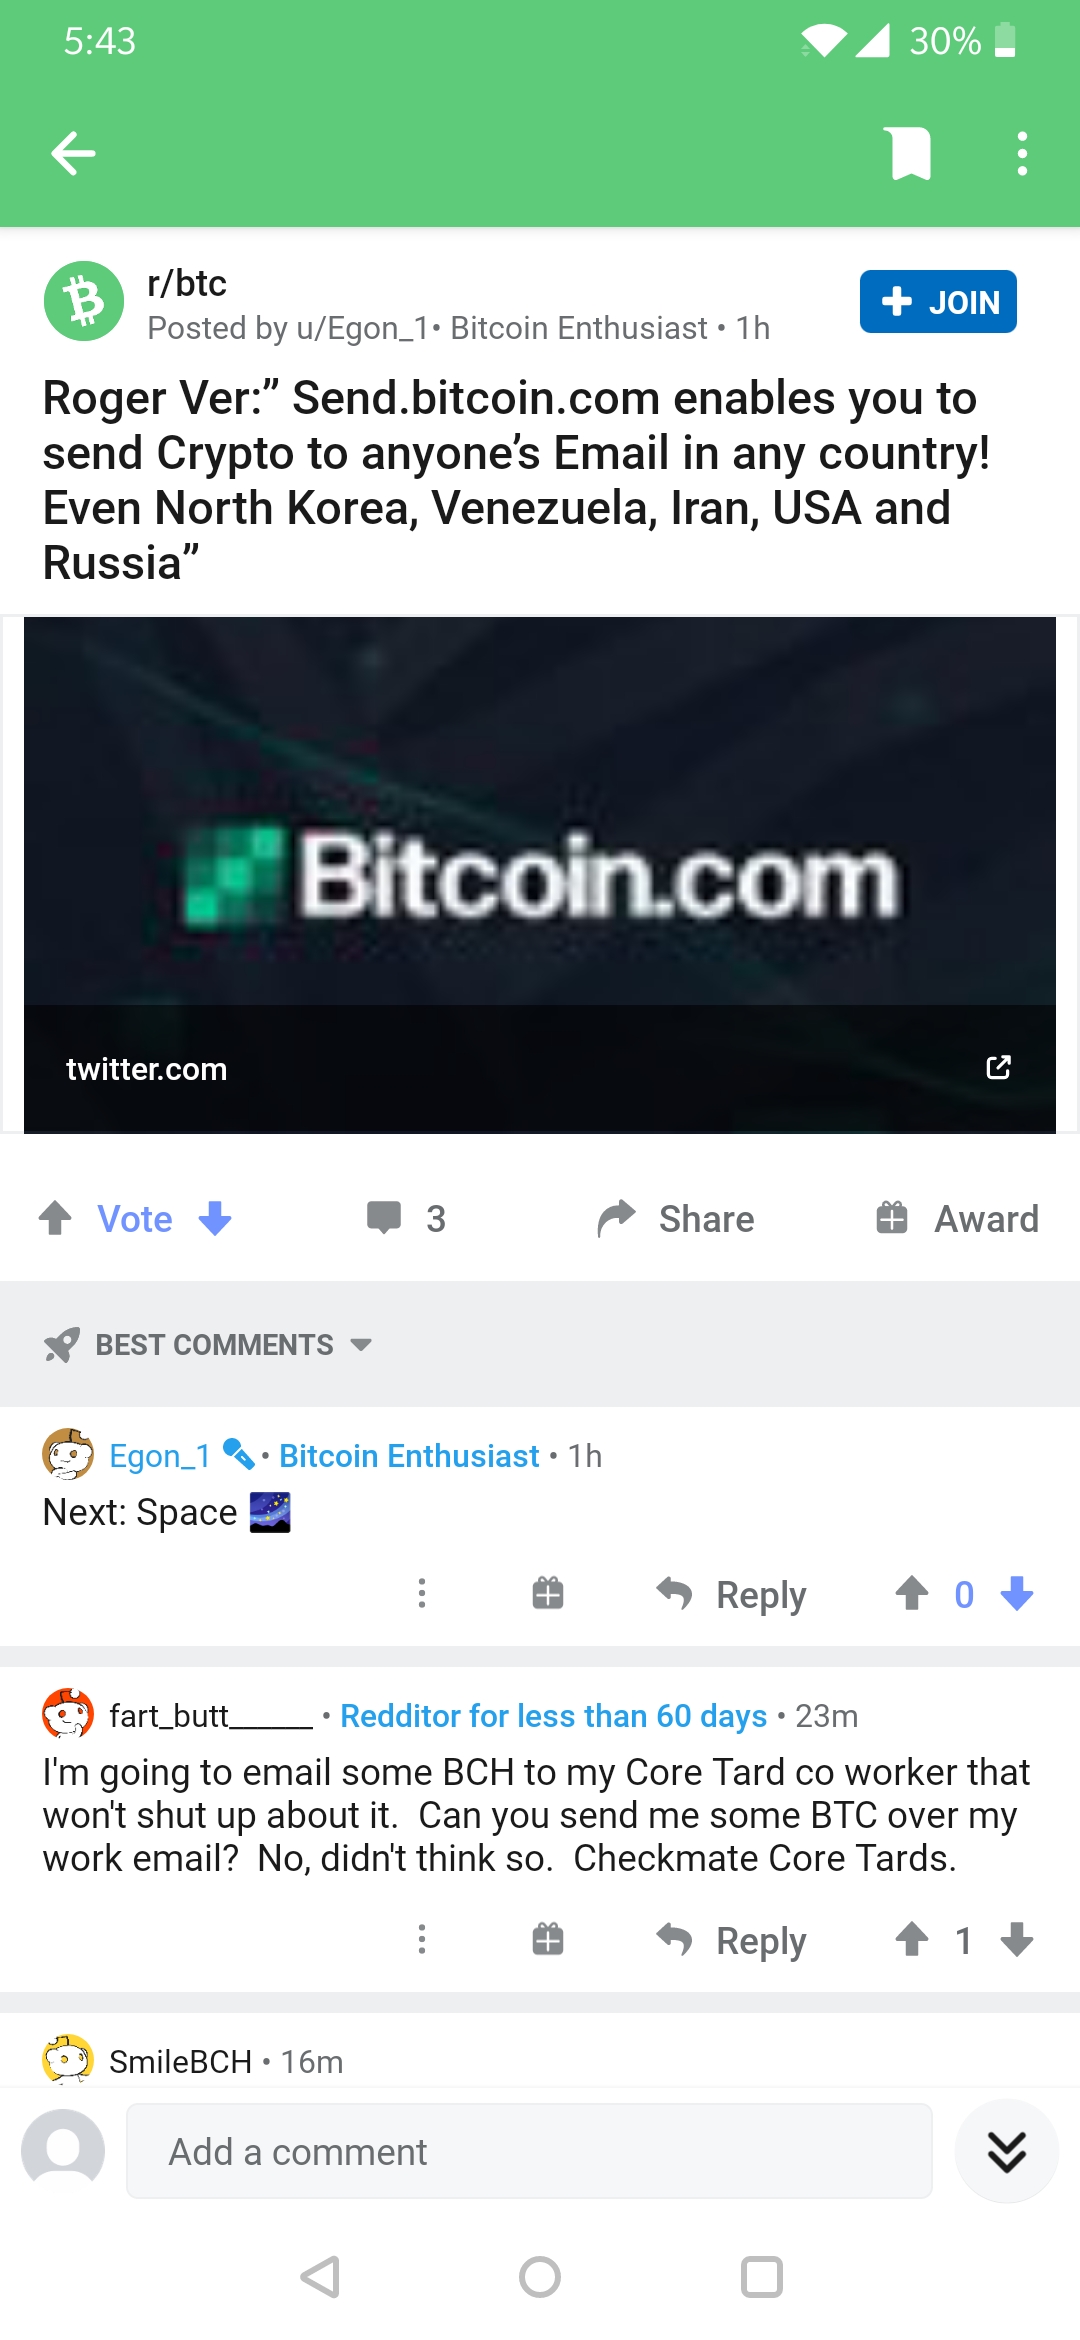 5:43
30%
r/btc
Posted by u/Egon_1• Bitcoin Enthusiast • 1h
+ JOIN
Roger Ver:” Send.bitcoin.com enables you to
send Crypto to anyone’s Email in any country!
Even North Korea, Venezuela, Iran, USA and
Russia”
Bitcoin.com
twitter.com
Vote
3
Share
Award
BEST COMMENTS
Egon_1 • Bitcoin Enthusiast • 1h
Next: Space 🌌
Reply
0
fart_butt_____ • Redditor for less than 60 days • 23m
I'm going to email some BCH to my Core Tard co worker that
won't shut up about it.  Can you send me some BTC over my
work email?  No, didn't think so.  Checkmate Core Tards.
Reply
1
SmileBCH • 16m
Add a comment